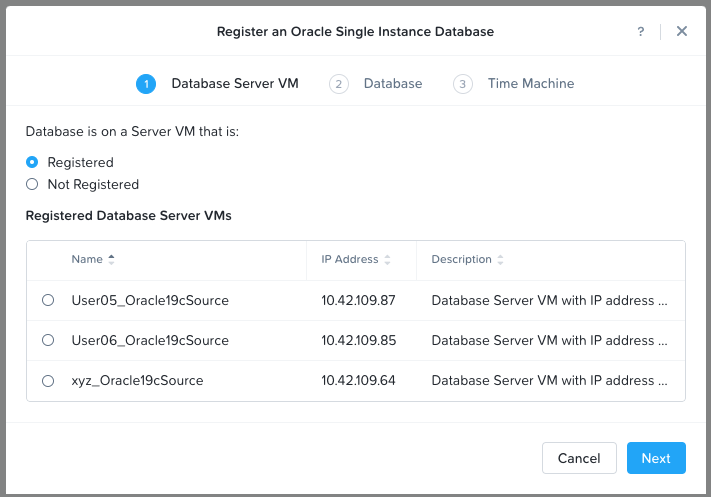 Register an Oracle Single Instance Database ? ×
1 Database Server VM 2 Database 3 Time Machine
Database is on a Server VM that is:
Registered
Not Registered
Registered Database Server VMs
Name IP Address Description
User05_Oracle19cSource 10.42.109.87 Database Server VM with IP address ...
User06_Oracle19cSource 10.42.109.85 Database Server VM with IP address ...
xyz_Oracle19cSource 10.42.109.64 Database Server VM with IP address ...
Cancel Next